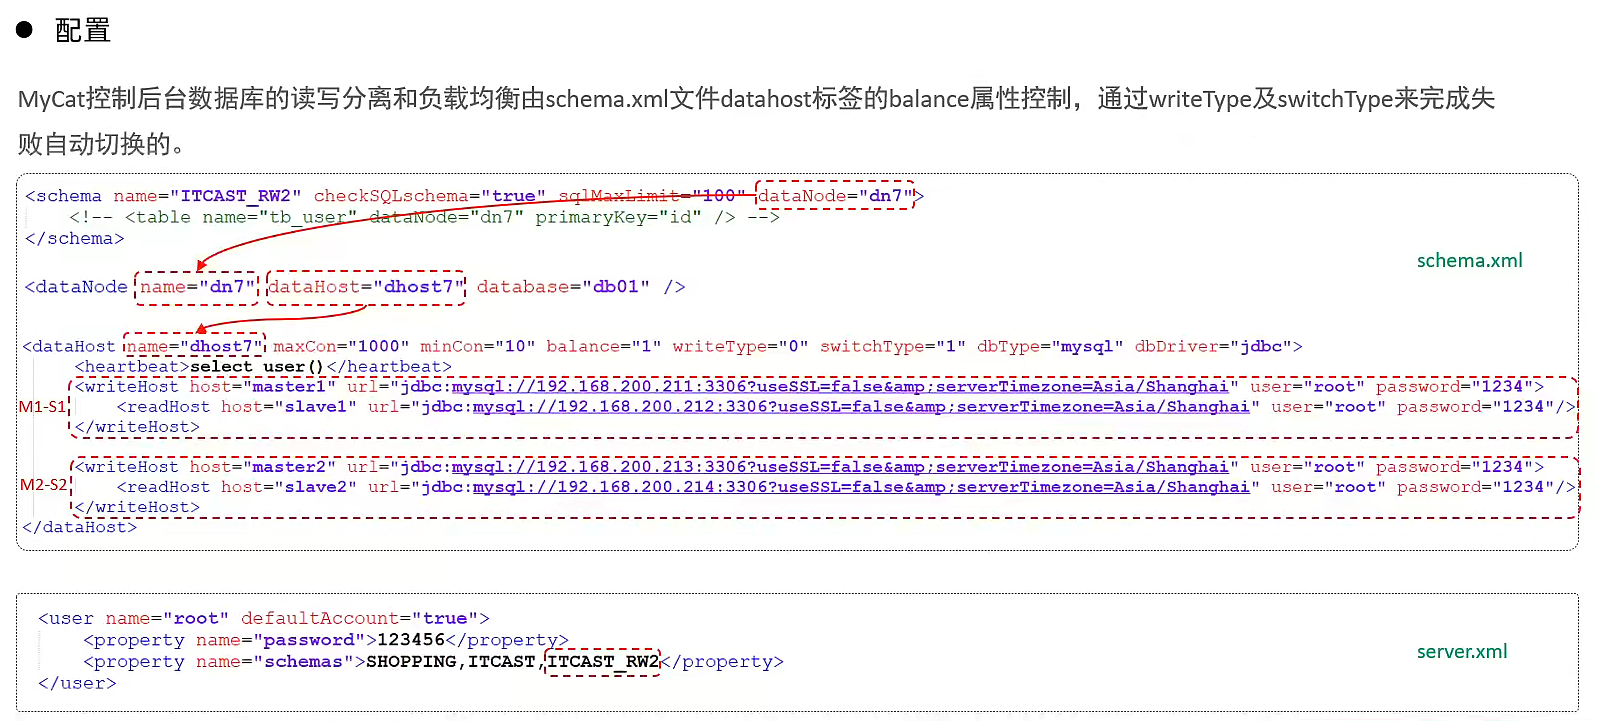 ● 配置
MyCat控制后台数据库的读写分离和负载均衡由schema.xml文件datahost标签的balance属性控制，通过writeType及switchType来完成失
败自动切换的。
<schema name="ITCAST_RW2" checkSQLschema="true" sqlMaxLimit="100" dataNode="dn7">
<!-- <table name="tb_user" dataNode="dn7" primaryKey="id" /> -->
</schema>
schema.xml
<dataNode name="dn7" dataHost="dhost7" database="db01" />
<dataHost name="dhost7" maxCon="1000" minCon="10" balance="1" writeType="0" switchType="1" dbType="mysql" dbDriver="jdbc">
<heartbeat>select user()</heartbeat>
<writeHost host="master1" url="jdbc:mysql://192.168.200.211:3306?useSSL=false&amp;serverTimezone=Asia/Shanghai" user="root" password="1234">
M1-S1 <readHost host="slave1" url="jdbc:mysql://192.168.200.212:3306?useSSL=false&amp;serverTimezone=Asia/Shanghai" user="root" password="1234"/>
</writeHost>
<writeHost host="master2" url="jdbc:mysql://192.168.200.213:3306?useSSL=false&amp;serverTimezone=Asia/Shanghai" user="root" password="1234">
M2-S2 <readHost host="slave2" url="jdbc:mysql://192.168.200.214:3306?useSSL=false&amp;serverTimezone=Asia/Shanghai" user="root" password="1234"/>
</writeHost>
</dataHost>
<user name="root" defaultAccount="true">
<property name="password">123456</property>
<property name="schemas">SHOPPING,ITCAST,ITCAST_RW2</property>
</user>
server.xml